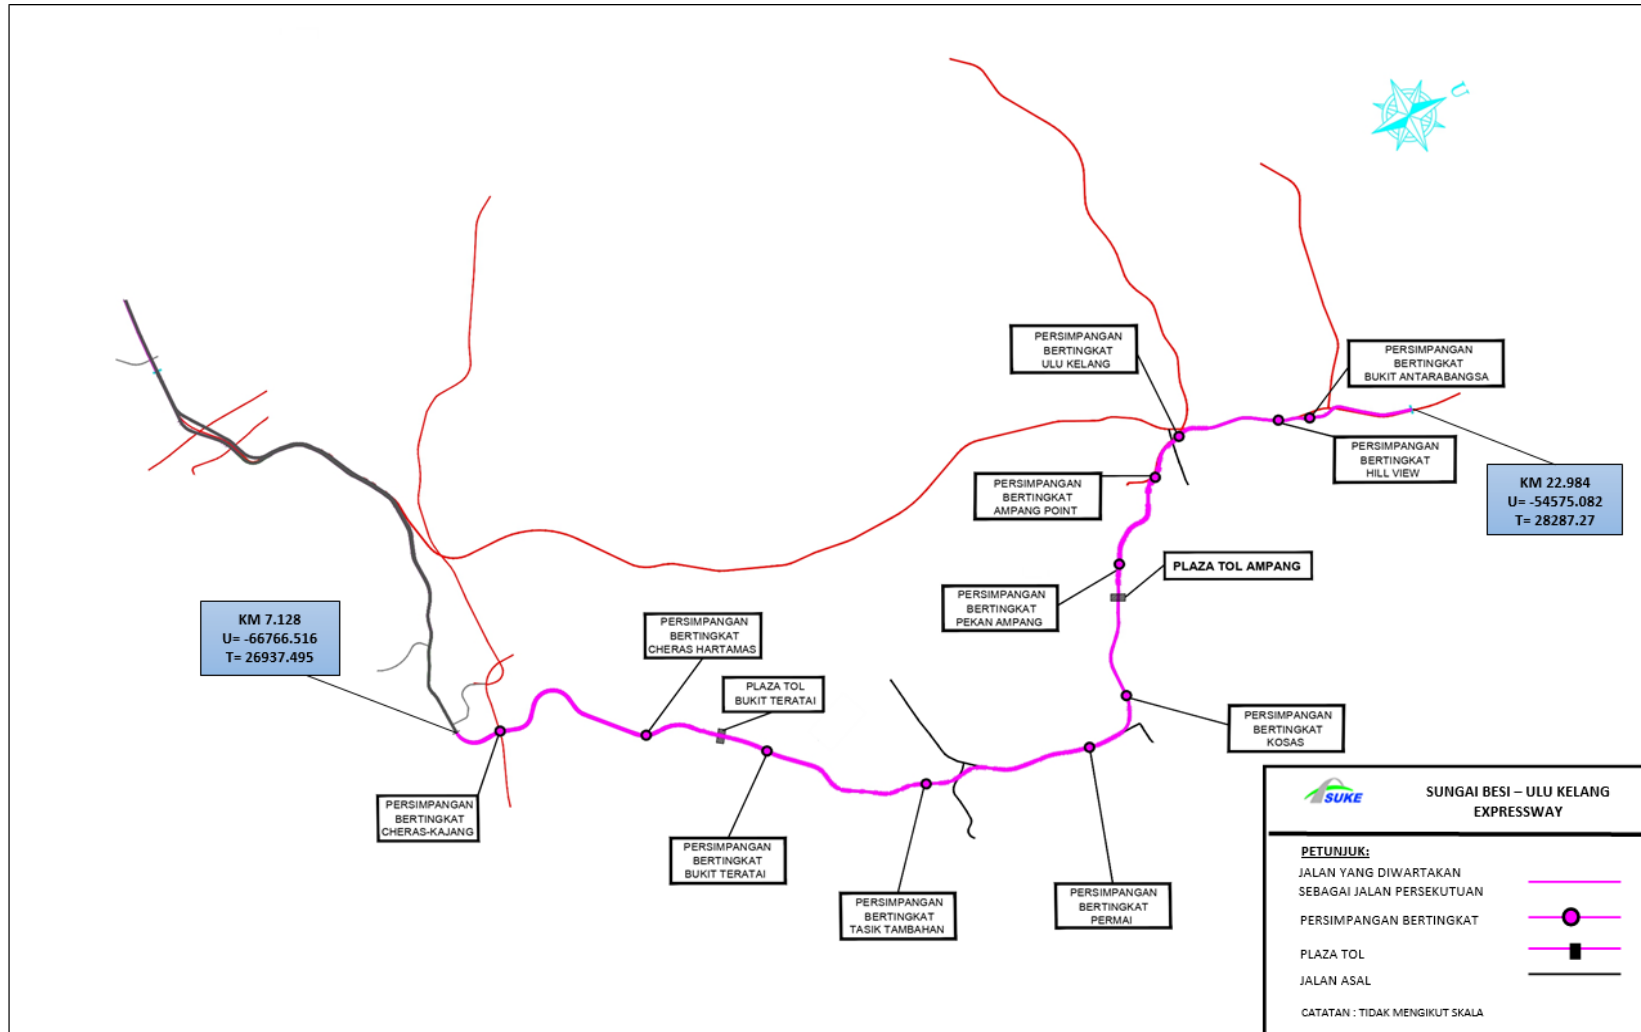 U
PERSIMPANGAN
BERTINGKAT
ULU KELANG
PERSIMPANGAN
BERTINGKAT
BUKIT ANTARABANGSA
PERSIMPANGAN
BERTINGKAT
HILL VIEW
PERSIMPANGAN
BERTINGKAT
AMPANG POINT
KM 22.984
U= -54575.082
T= 28287.27
PLAZA TOL AMPANG
PERSIMPANGAN
BERTINGKAT
PEKAN AMPANG
KM 7.128
U= -66766.516
T= 26937.495
PERSIMPANGAN
BERTINGKAT
CHERAS HARTAMAS
PLAZA TOL
BUKIT TERATAI
PERSIMPANGAN
BERTINGKAT
KOSAS
PERSIMPANGAN
BERTINGKAT
CHERAS-KAJANG
PERSIMPANGAN
BERTINGKAT
BUKIT TERATAI
PERSIMPANGAN
BERTINGKAT
TASIK TAMBAHAN
PERSIMPANGAN
BERTINGKAT
PERMAI
SUKE
SUNGAI BESI – ULU KELANG
EXPRESSWAY
PETUNJUK:
JALAN YANG DIWARTAKAN
SEBAGAI JALAN PERSEKUTUAN
PERSIMPANGAN BERTINGKAT
PLAZA TOL
JALAN ASAL
CATATAN : TIDAK MENGIKUT SKALA